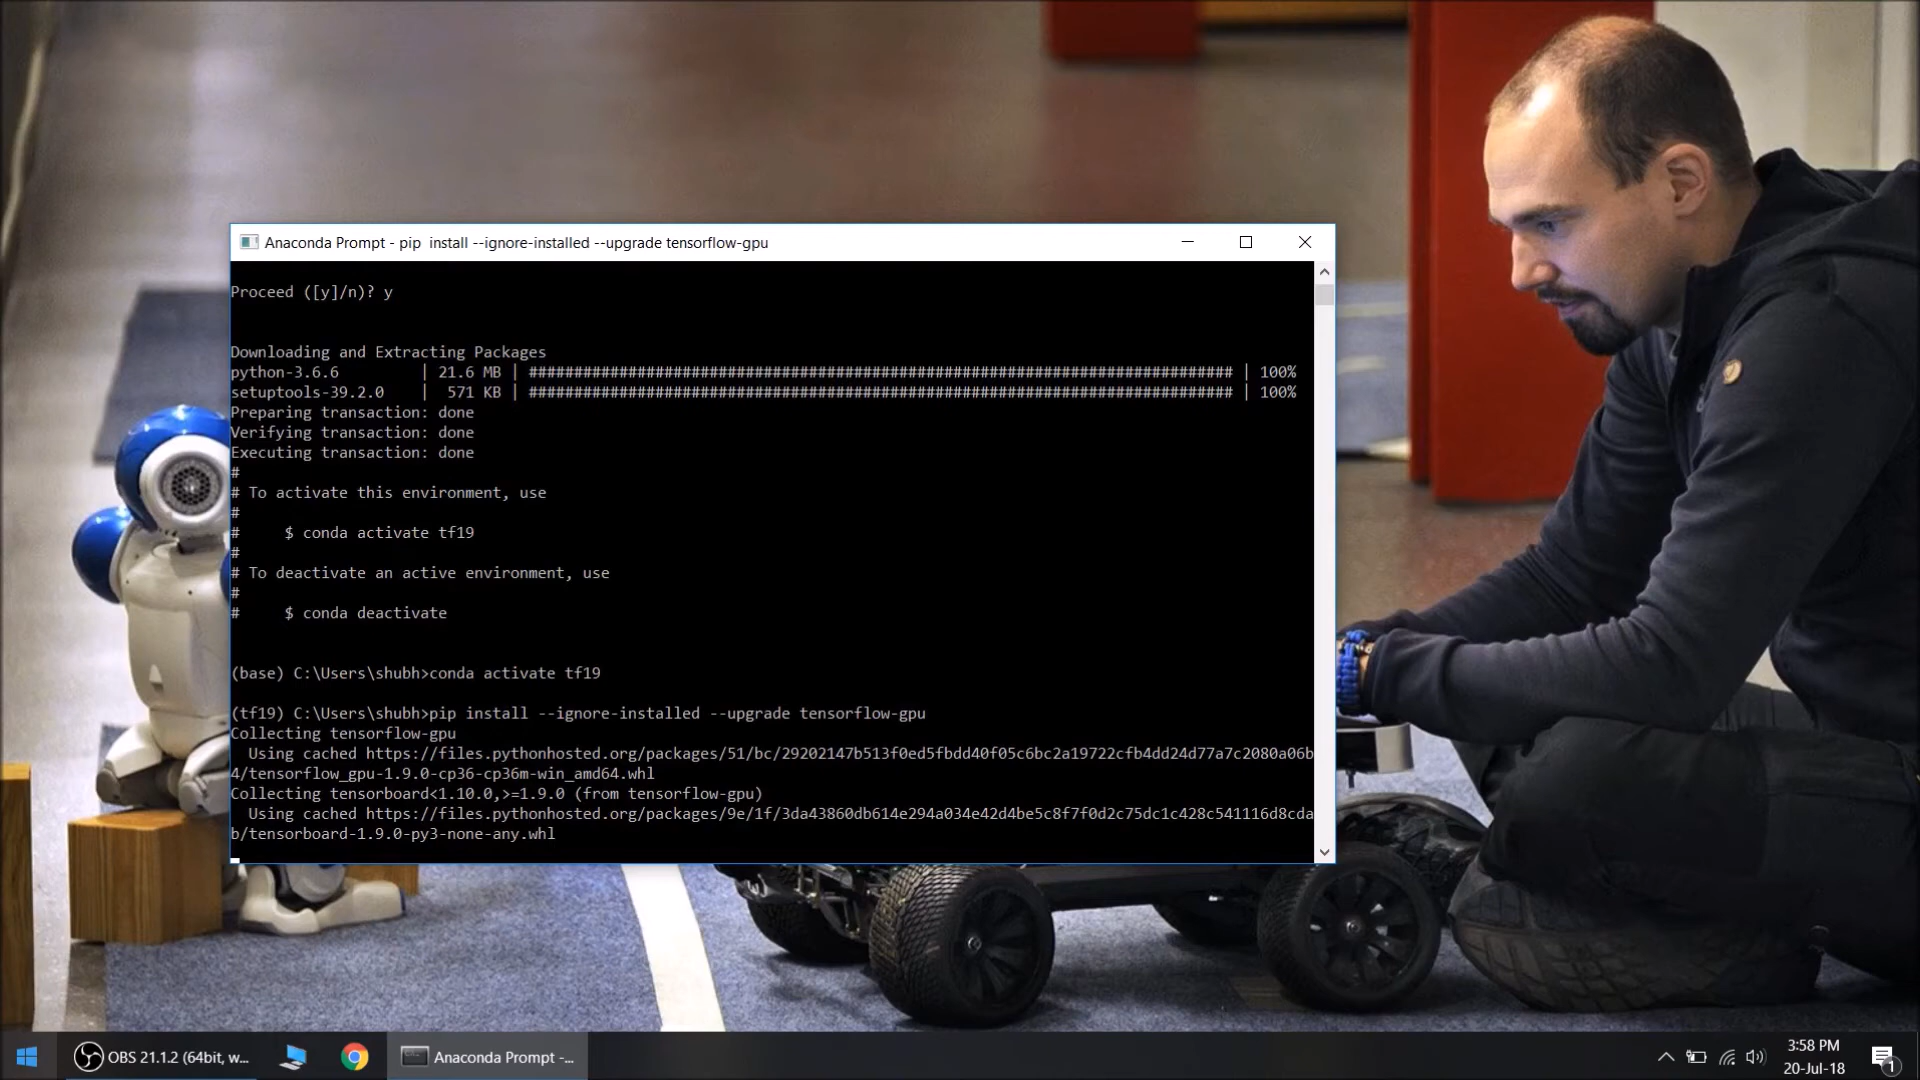 Anaconda Prompt - pip  install --ignore-installed --upgrade tensorflow-gpu
Proceed ([y]/n)? y
Downloading and Extracting Packages
python-3.6.6         | 21.6 MB | ############################################################################## | 100%
setuptools-39.2.0    |  571 KB | ############################################################################## | 100%
Preparing transaction: done
Verifying transaction: done
Executing transaction: done
#
# To activate this environment, use
#
#     $ conda activate tf19
#
# To deactivate an active environment, use
#
#     $ conda deactivate
(base) C:\Users\shubh>conda activate tf19
(tf19) C:\Users\shubh>pip install --ignore-installed --upgrade tensorflow-gpu
Collecting tensorflow-gpu
  Using cached https://files.pythonhosted.org/packages/51/bc/29202147b513f0ed5fbdd40f05c6bc2a19722cfb4dd24d77a7c2080a06b
4/tensorflow_gpu-1.9.0-cp36-cp36m-win_amd64.whl
Collecting tensorboard<1.10.0,>=1.9.0 (from tensorflow-gpu)
  Using cached https://files.pythonhosted.org/packages/9e/1f/3da43860db614e294a034e42d4be5c8f7f0d2c75dc1c428c541116d8cda
b/tensorboard-1.9.0-py3-none-any.whl
OBS 21.1.2 (64bit, w...
Anaconda Prompt -...
3:58 PM
20-Jul-18
1